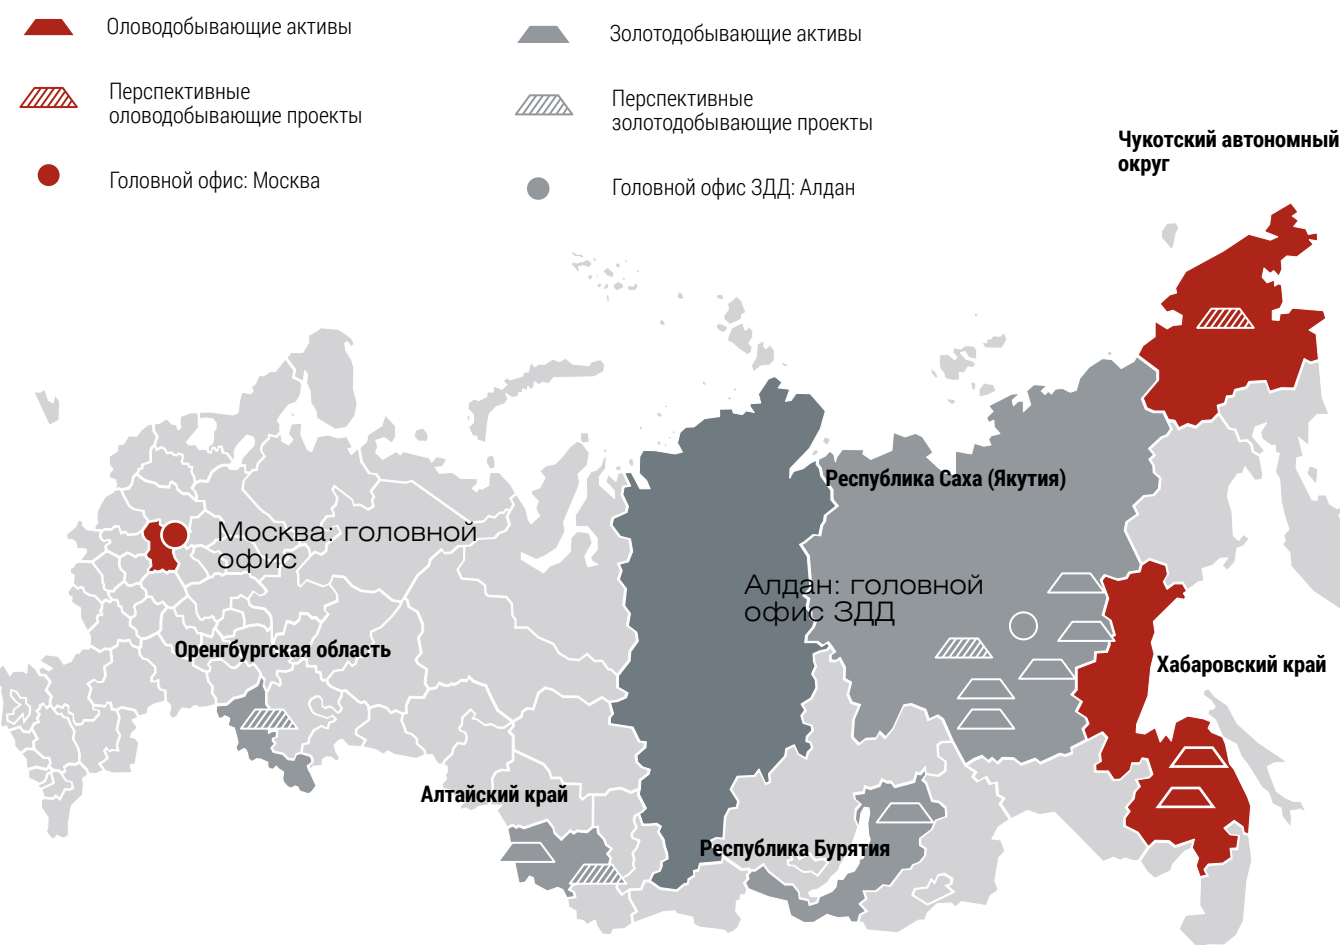 Оловодобывающие активы
Перспективные
оловодобывающие проекты
Головной офис: Москва
Золотодобывающие активы
Перспективные
золотодобывающие проекты
Головной офис ЗДД: Алдан
Чукотский автономный
округ
Республика Саха (Якутия)
Москва: головной
офис
Алдан: головной
офис ЗДД
Оренгбургская область
Хабаровский край
Алтайский край
Республика Бурятия